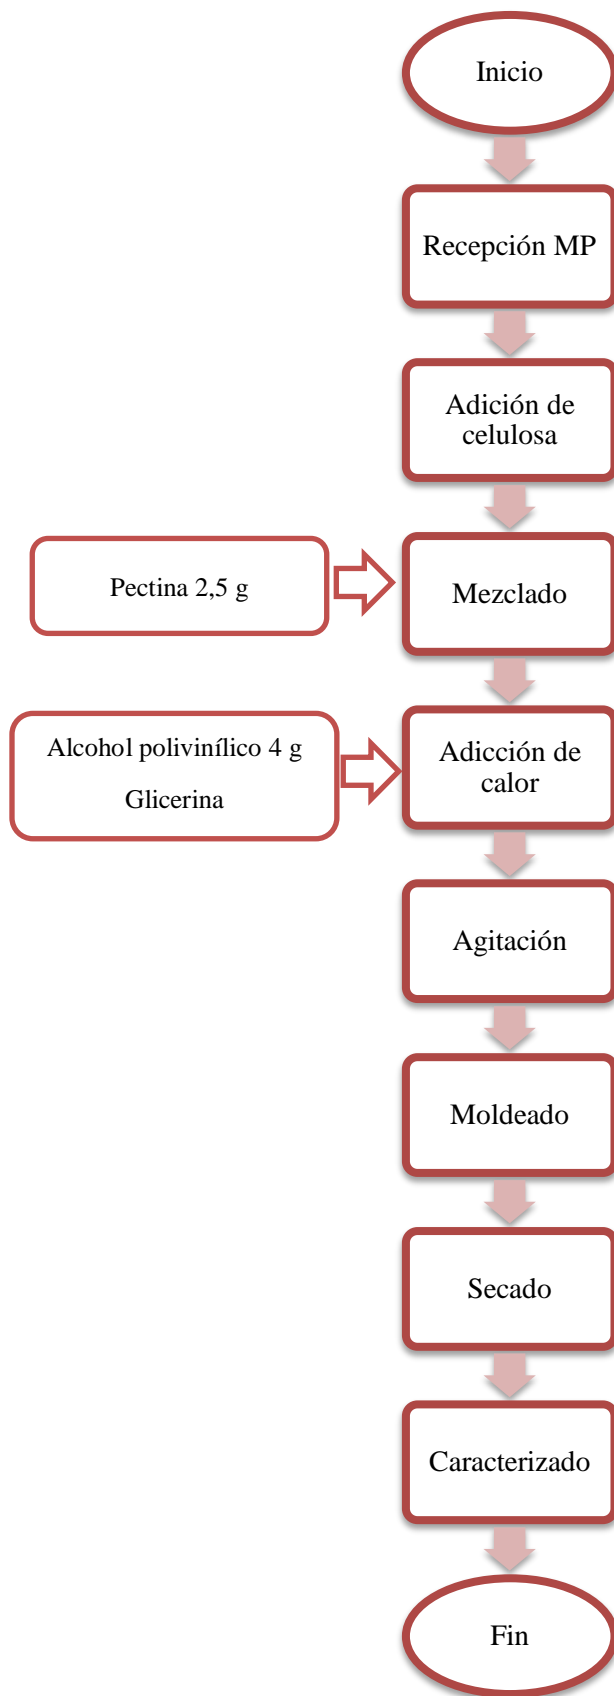 Inicio
Recepción MP
Adición de
celulosa
Pectina 2,5 g
Mezclado
Alcohol polivinílico 4 g
Glicerina
Adicción de
calor
Agitación
Moldeado
Secado
Caracterizado
Fin